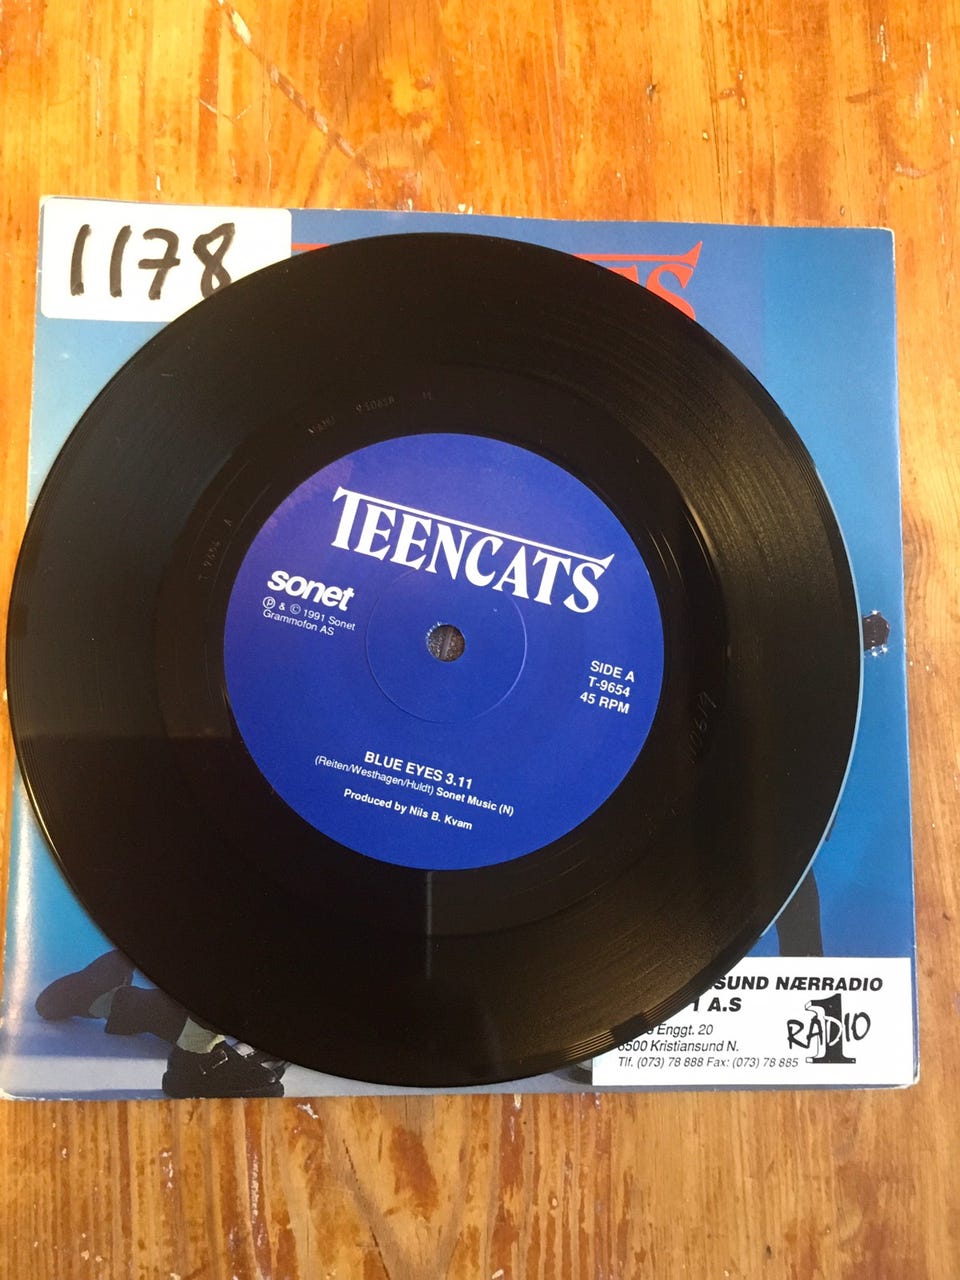 1178
TEENCATS
sonet
℗ & © 1991 Sonet
Grammofon AS
SIDE A
T-9654
45 RPM
BLUE EYES 3.11
(Reiten/Westhagen/Huldt) Sonet Music (N)
Produced by Nils B. Kvam
T 9654 A
SUND NÆRRADIO
1 A.S
Enggt. 20
6500 Kristiansund N.
Tlf. (073) 78 888 Fax: (073) 78 885
RADIO 1